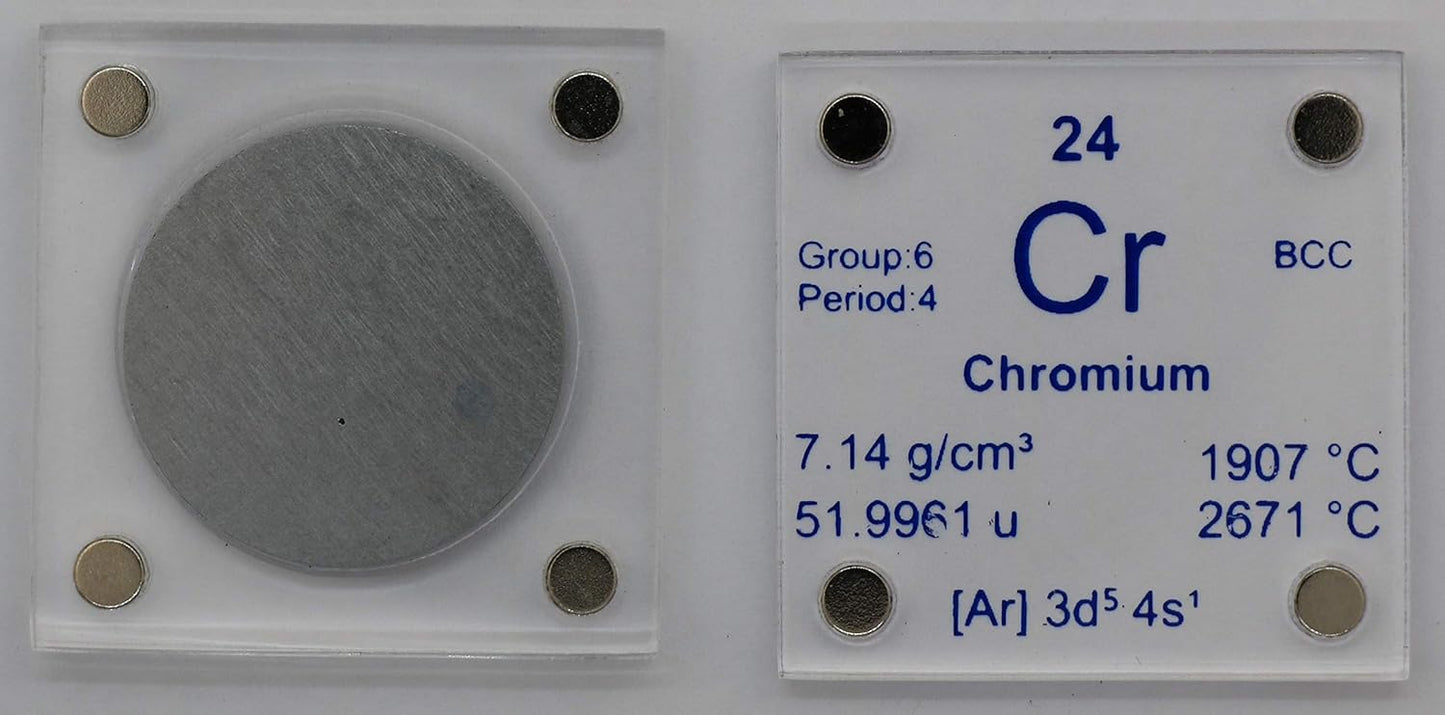 24
Cr
Group:6
Period:4
BCC
Chromium
7.14 g/cm³ 1907 °C
51.9961 u 2671 °C
[Ar] 3d⁵ 4s¹